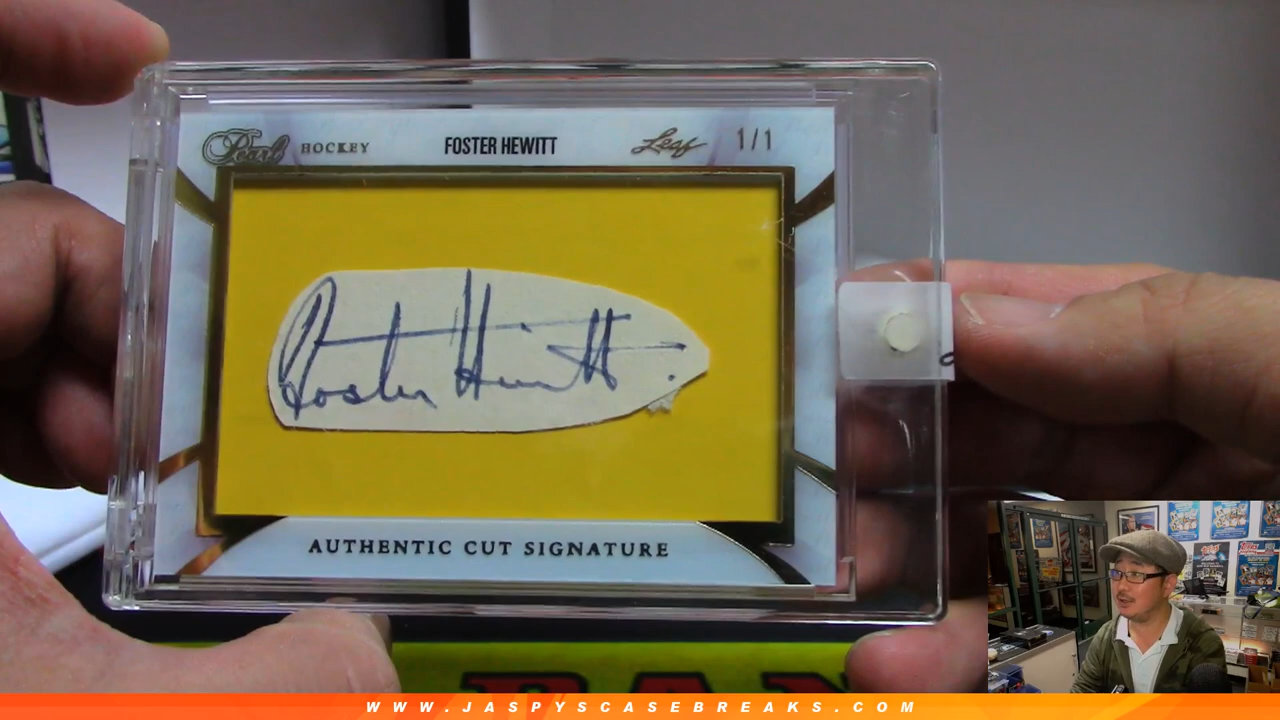 Pearl HOCKEY FOSTER HEWITT Leaf 1/1
Foster Hewitt
AUTHENTIC CUT SIGNATURE
WWW.JASPYSCASEBREAKS.COM